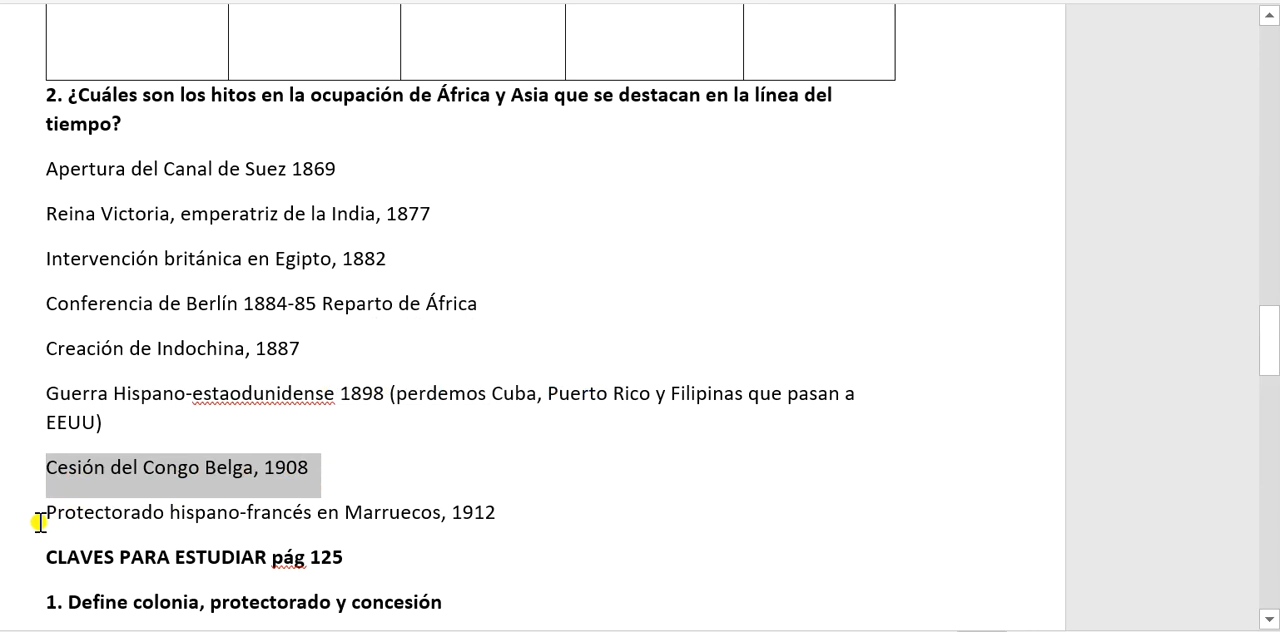 2. ¿Cuáles son los hitos en la ocupación de África y Asia que se destacan en la línea del
tiempo?
Apertura del Canal de Suez 1869
Reina Victoria, emperatriz de la India, 1877
Intervención británica en Egipto, 1882
Conferencia de Berlín 1884-85 Reparto de África
Creación de Indochina, 1887
Guerra Hispano-estaodunidense 1898 (perdemos Cuba, Puerto Rico y Filipinas que pasan a
EEUU)
Cesión del Congo Belga, 1908
Protectorado hispano-francés en Marruecos, 1912
CLAVES PARA ESTUDIAR pág 125
1. Define colonia, protectorado y concesión